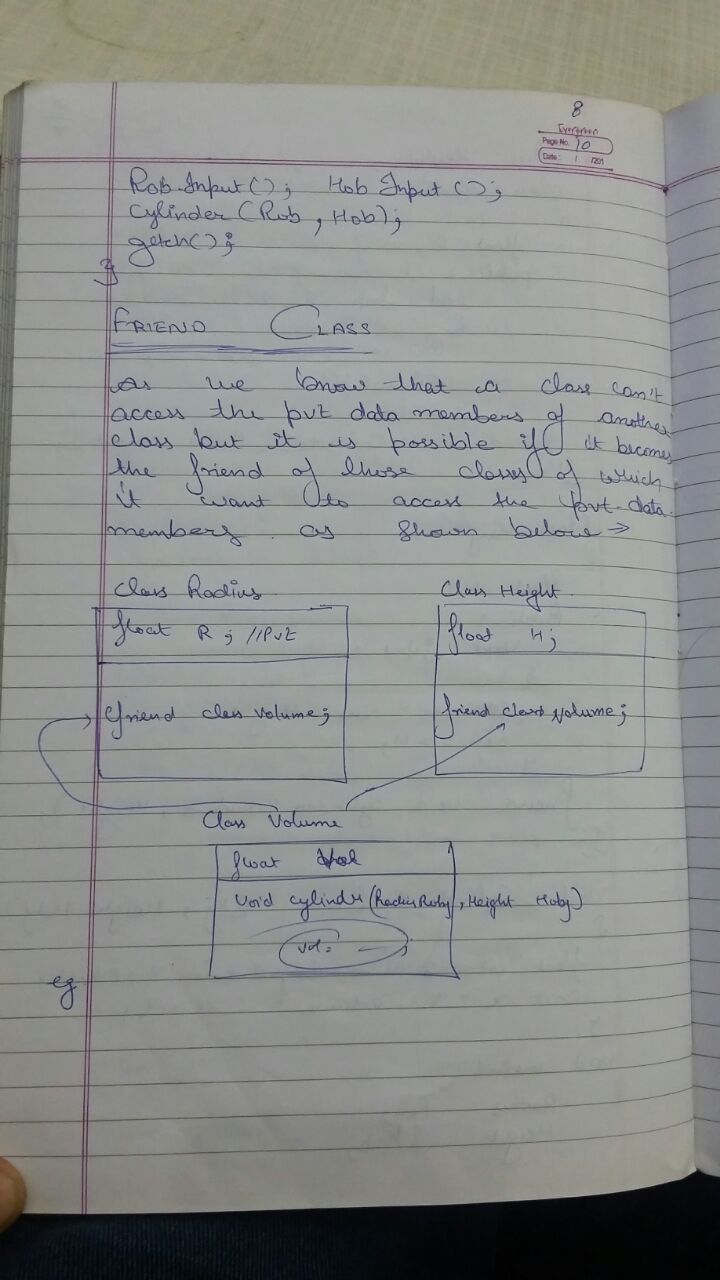 8
Evergreen
Page No. 10
Date: / /201
Rob.Input(); Hob Input ();
Cylinder (Rob, Hob);
getch();
}
FRIEND CLASS
As we know that a class can't
access the pvt data members of another
class but it is possible if it becomes
the friend of those classes of which
it want to access the pvt data
members as shown below →
Class Radius
Class Height
float R; //Pvt
float H;
friend class volume;
friend class volume;
Class Volume
float
Void cylinder (Radius Robj, Height Hobj)
vol = — ;
eg